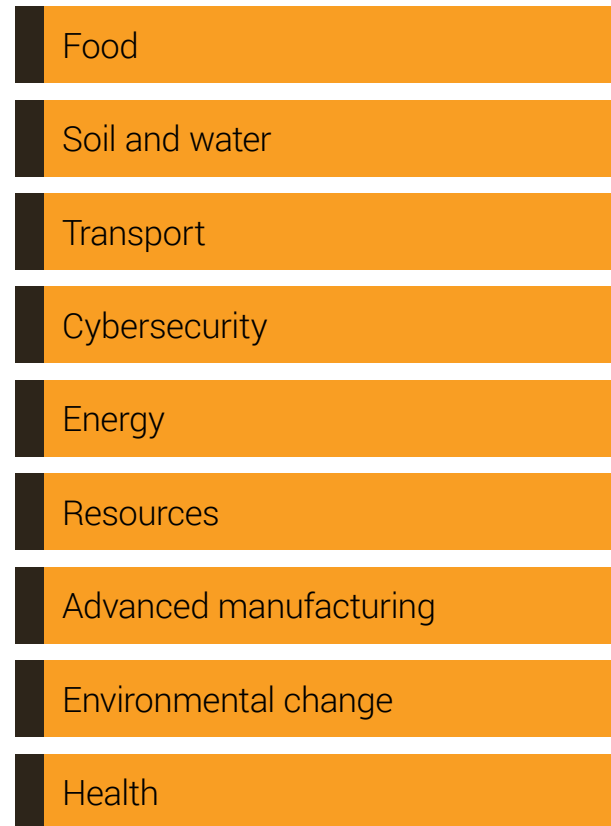 Food
Soil and water
Transport
Cybersecurity
Energy
Resources
Advanced manufacturing
Environmental change
Health